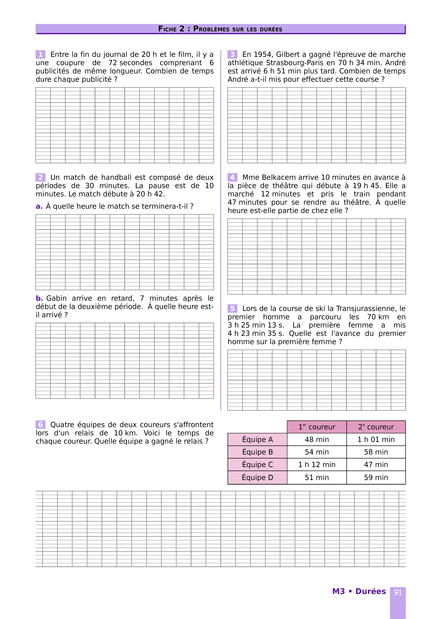 FICHE 2 : PROBLÈMES SUR LES DURÉES
1 Entre la fin du journal de 20 h et le film, il y a
une coupure de 72 secondes comprenant 6
publicités de même longueur. Combien de temps
dure chaque publicité ?
2 Un match de handball est composé de deux
périodes de 30 minutes. La pause est de 10
minutes. Le match débute à 20 h 42.
a. À quelle heure le match se terminera-t-il ?
b. Gabin arrive en retard, 7 minutes après le
début de la deuxième période. À quelle heure est-
il arrivé ?
3 En 1954, Gilbert a gagné l'épreuve de marche
athlétique Strasbourg-Paris en 70 h 34 min. André
est arrivé 6 h 51 min plus tard. Combien de temps
André a-t-il mis pour effectuer cette course ?
4 Mme Belkacem arrive 10 minutes en avance à
la pièce de théâtre qui débute à 19 h 45. Elle a
marché 12 minutes et pris le train pendant
47 minutes pour se rendre au théâtre. À quelle
heure est-elle partie de chez elle ?
5 Lors de la course de ski la Transjurassienne, le
premier homme a parcouru les 70 km en
3 h 25 min 13 s. La première femme a mis
4 h 23 min 35 s. Quelle est l'avance du premier
homme sur la première femme ?
6 Quatre équipes de deux coureurs s'affrontent
lors d'un relais de 10 km. Voici le temps de
chaque coureur. Quelle équipe a gagné le relais ?
1er coureur 2e coureur
Équipe A 48 min 1 h 01 min
Équipe B 54 min 58 min
Équipe C 1 h 12 min 47 min
Équipe D 51 min 59 min
M3 • Durées 91